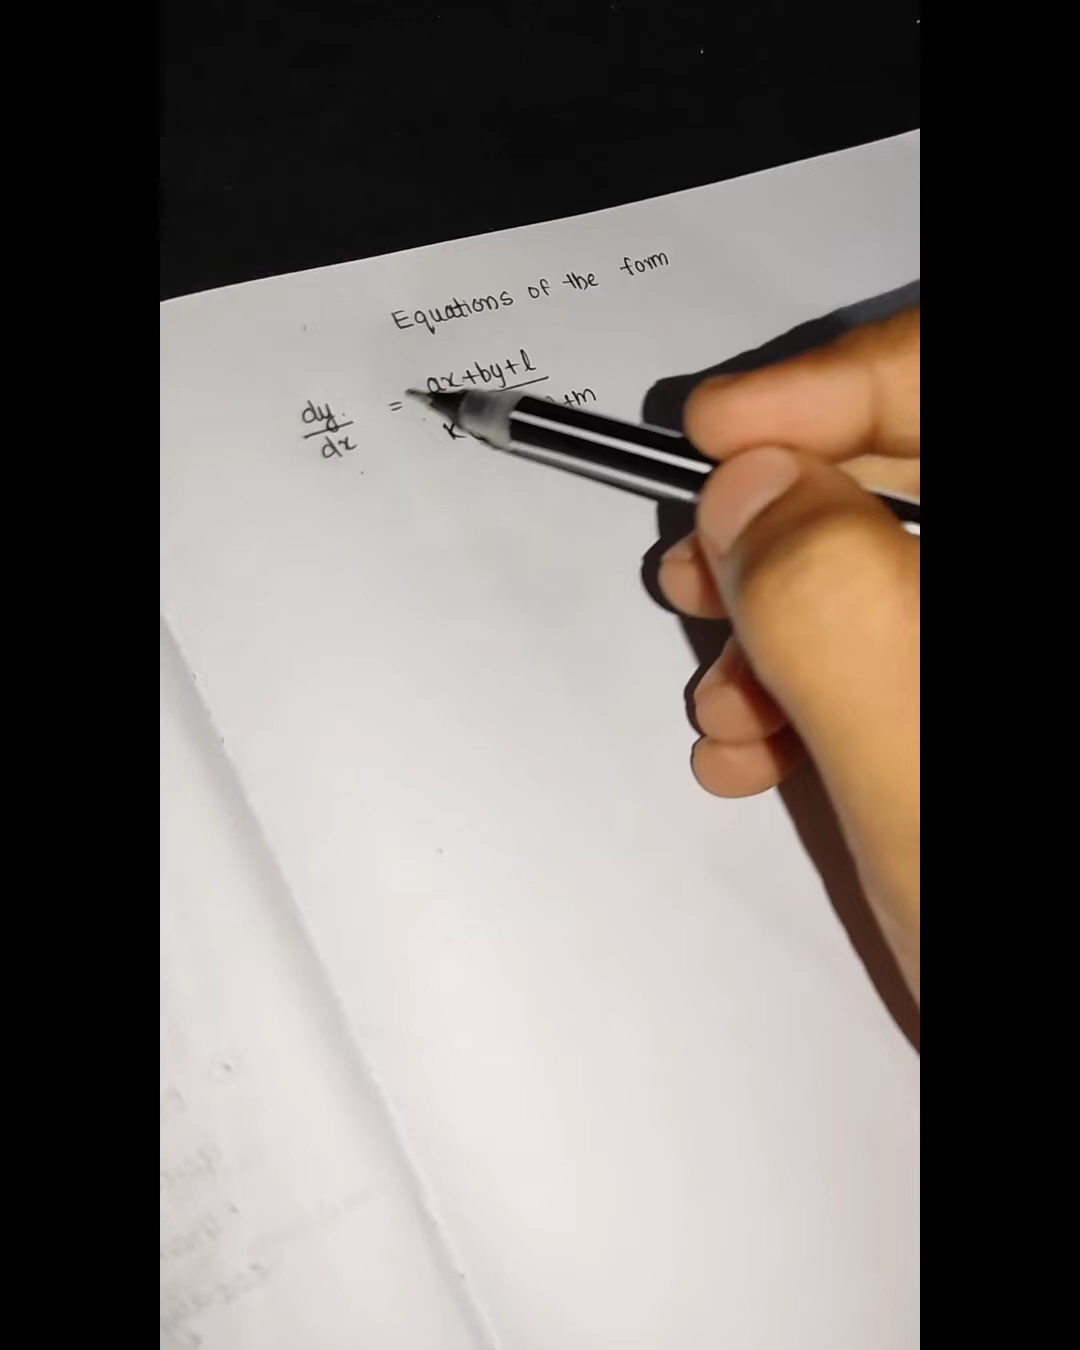 Equations of the form
dy/dx = ax+by+l
K +m